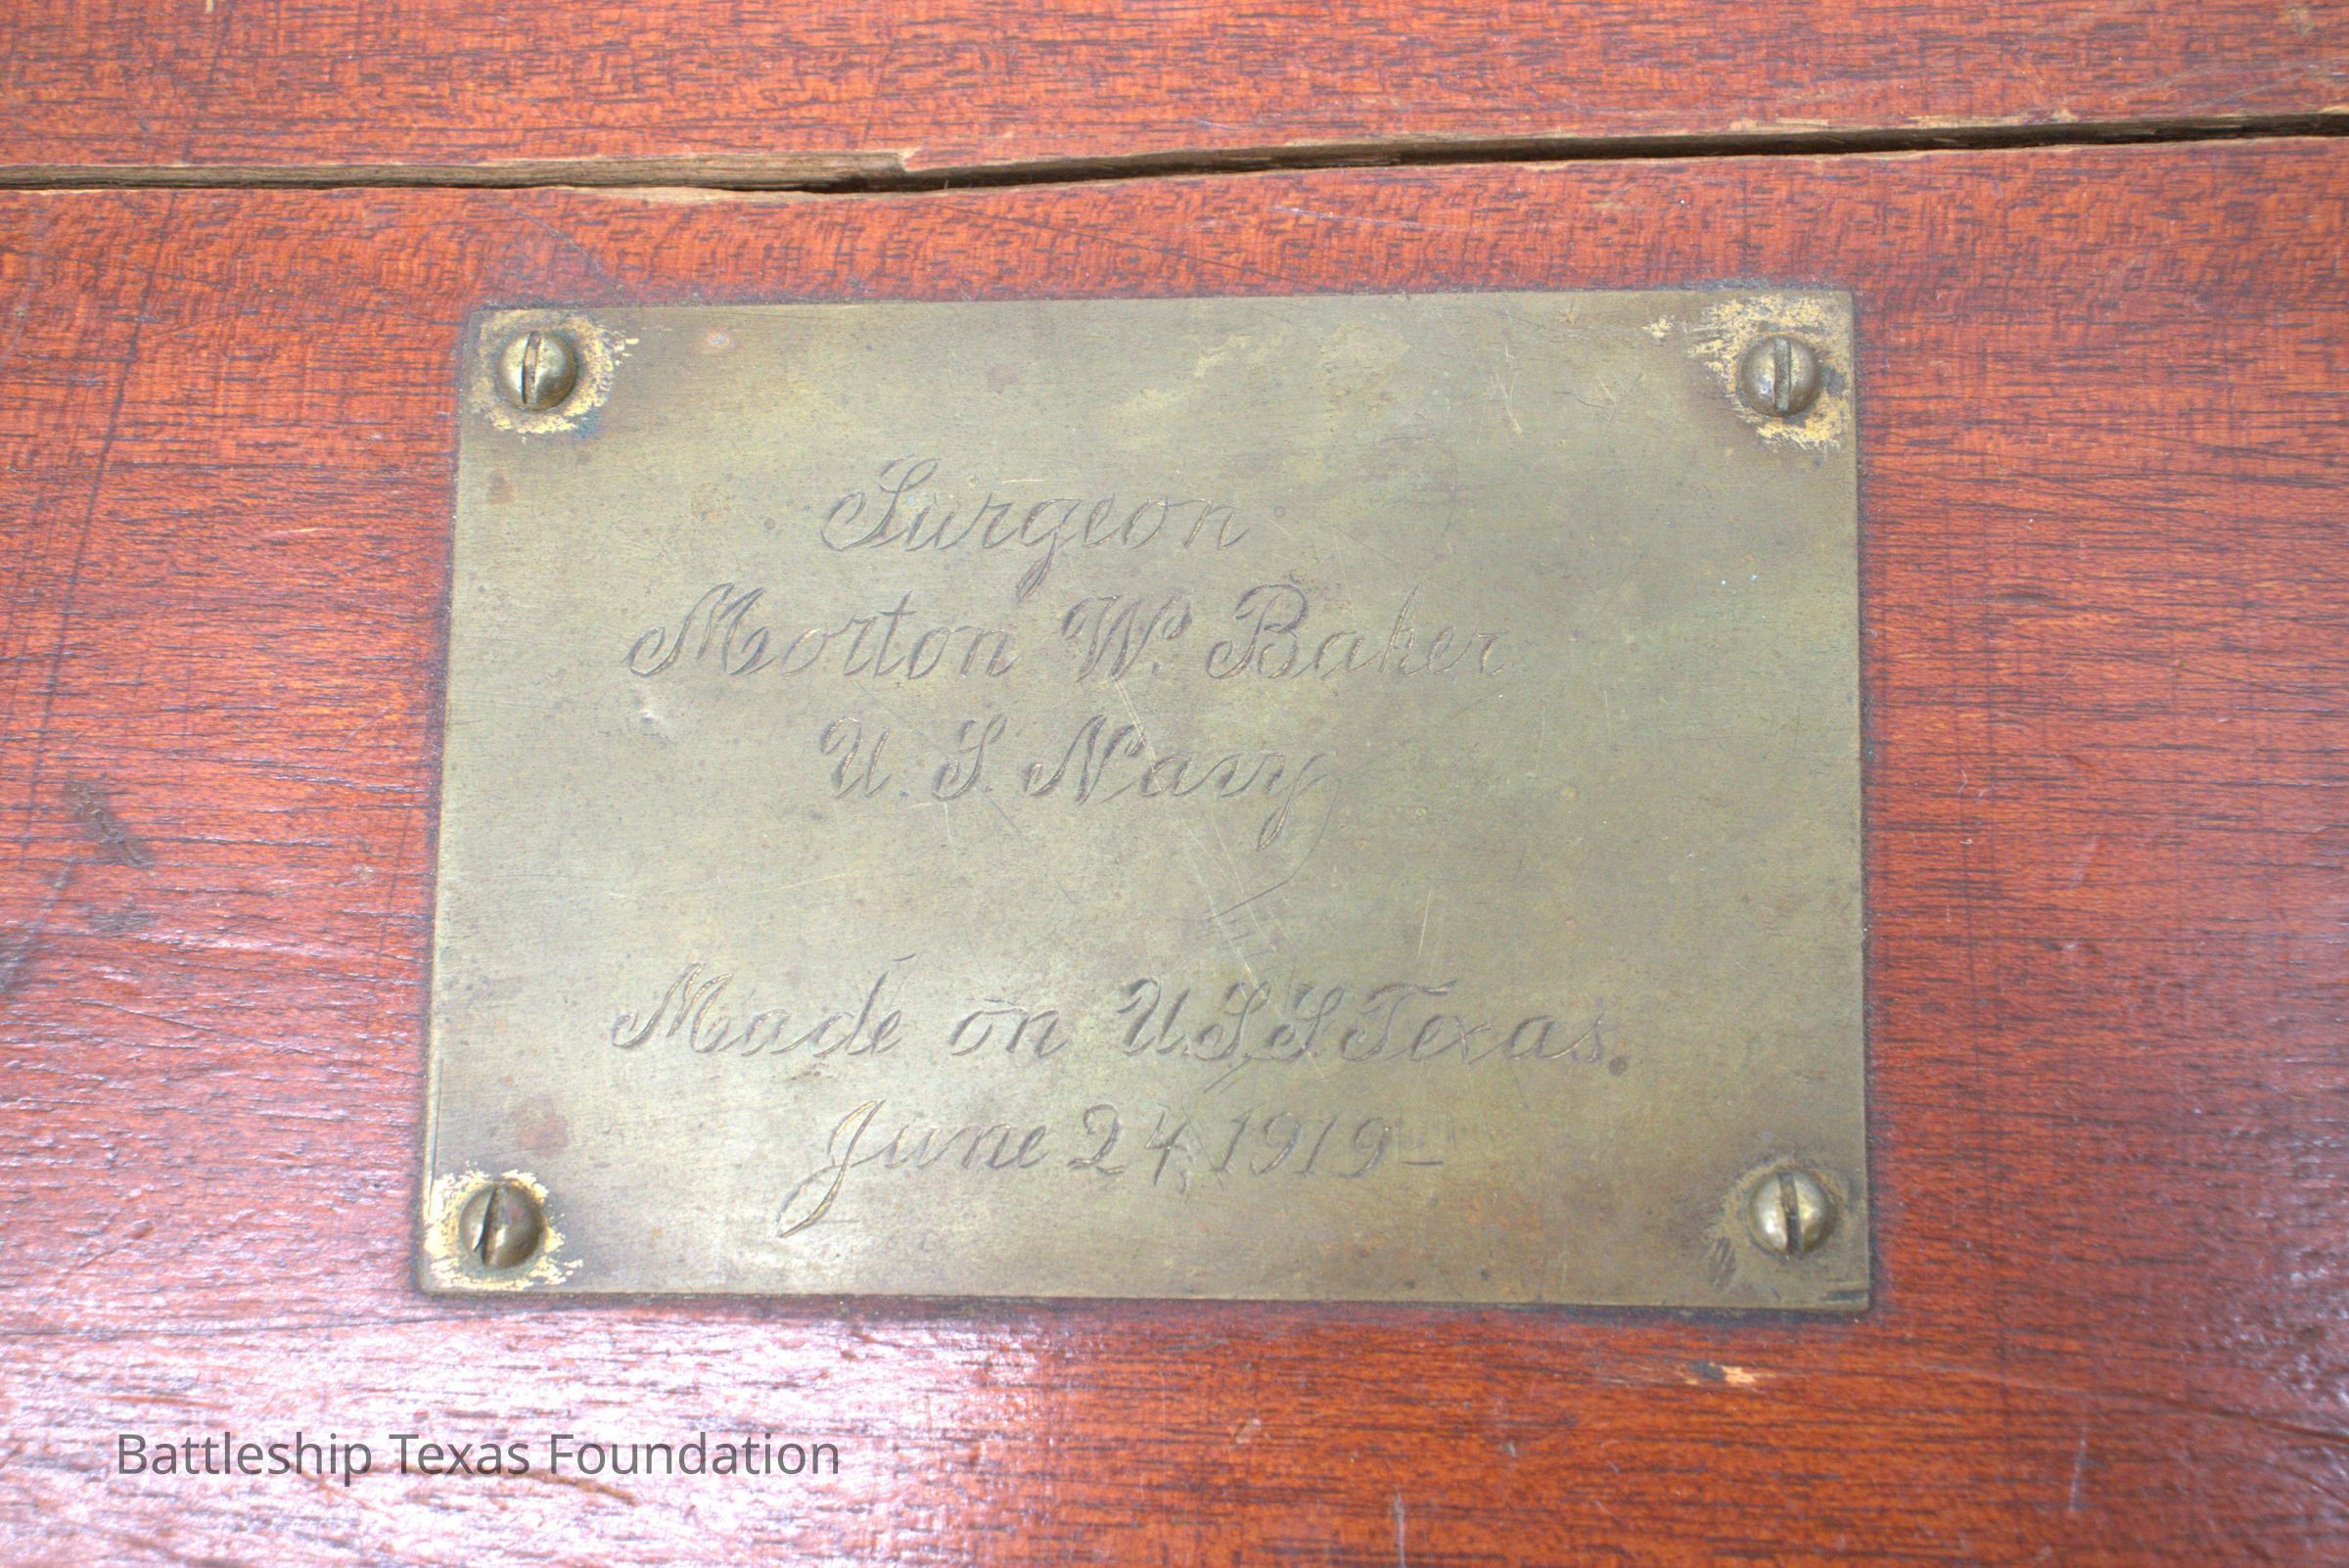 Surgeon
Morton W. Baker
U. S. Navy
Made on U.S.S. Texas.
June 24, 1919–
Battleship Texas Foundation